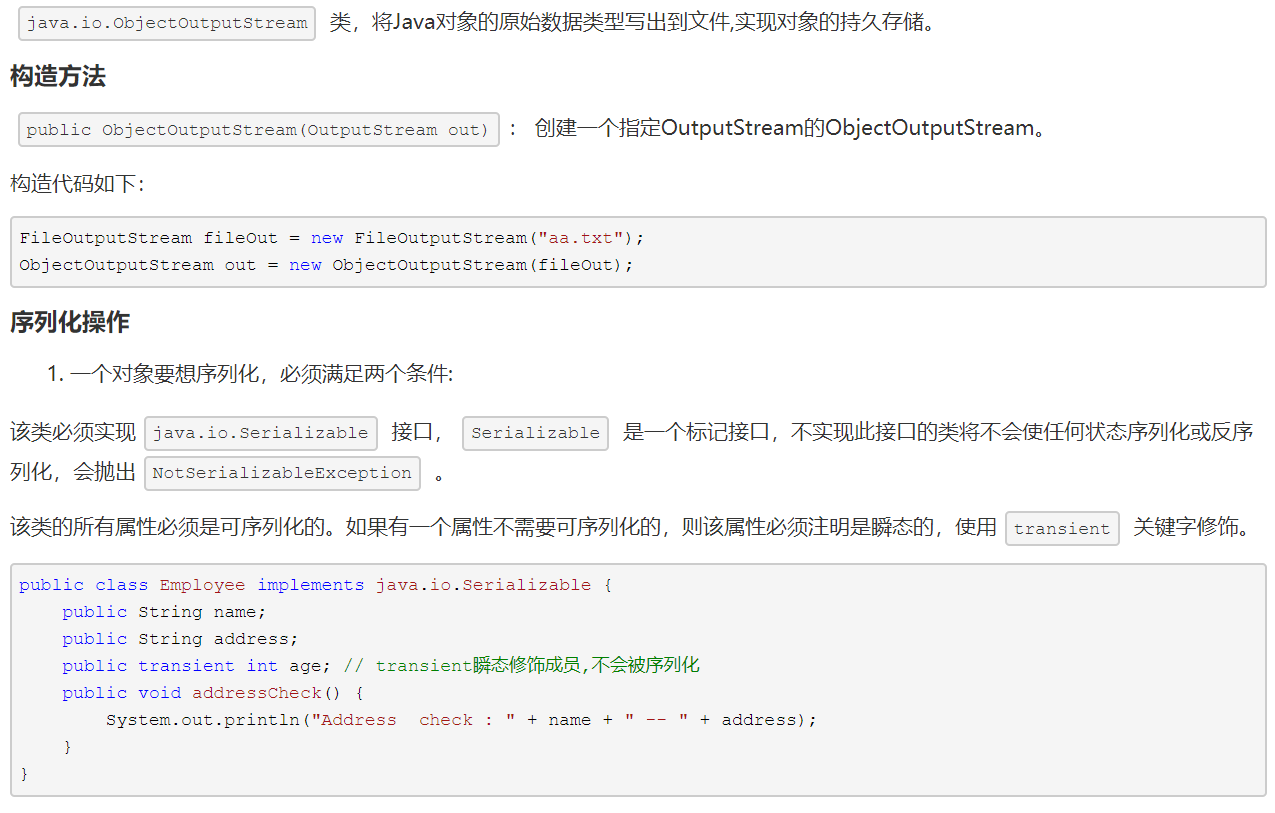 java.io.ObjectOutputStream 类，将Java对象的原始数据类型写出到文件,实现对象的持久存储。
构造方法
public ObjectOutputStream(OutputStream out) ： 创建一个指定OutputStream的ObjectOutputStream。
构造代码如下：
FileOutputStream fileOut = new FileOutputStream("aa.txt");
ObjectOutputStream out = new ObjectOutputStream(fileOut);
序列化操作
1. 一个对象要想序列化，必须满足两个条件:
该类必须实现 java.io.Serializable 接口， Serializable 是一个标记接口，不实现此接口的类将不会使任何状态序列化或反序
列化，会抛出 NotSerializableException 。
该类的所有属性必须是可序列化的。如果有一个属性不需要可序列化的，则该属性必须注明是瞬态的，使用 transient 关键字修饰。
public class Employee implements java.io.Serializable {
    public String name;
    public String address;
    public transient int age; // transient瞬态修饰成员,不会被序列化
    public void addressCheck() {
        System.out.println("Address  check : " + name + " -- " + address);
    }
}